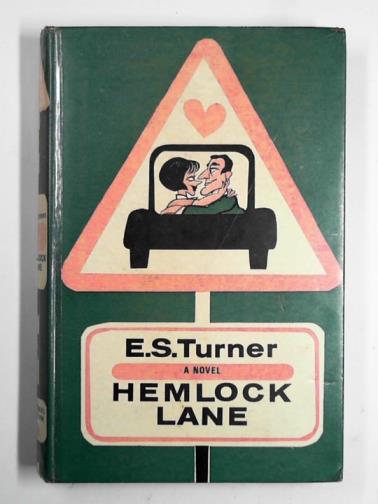 E.S.Turner
A NOVEL
HEMLOCK
LANE